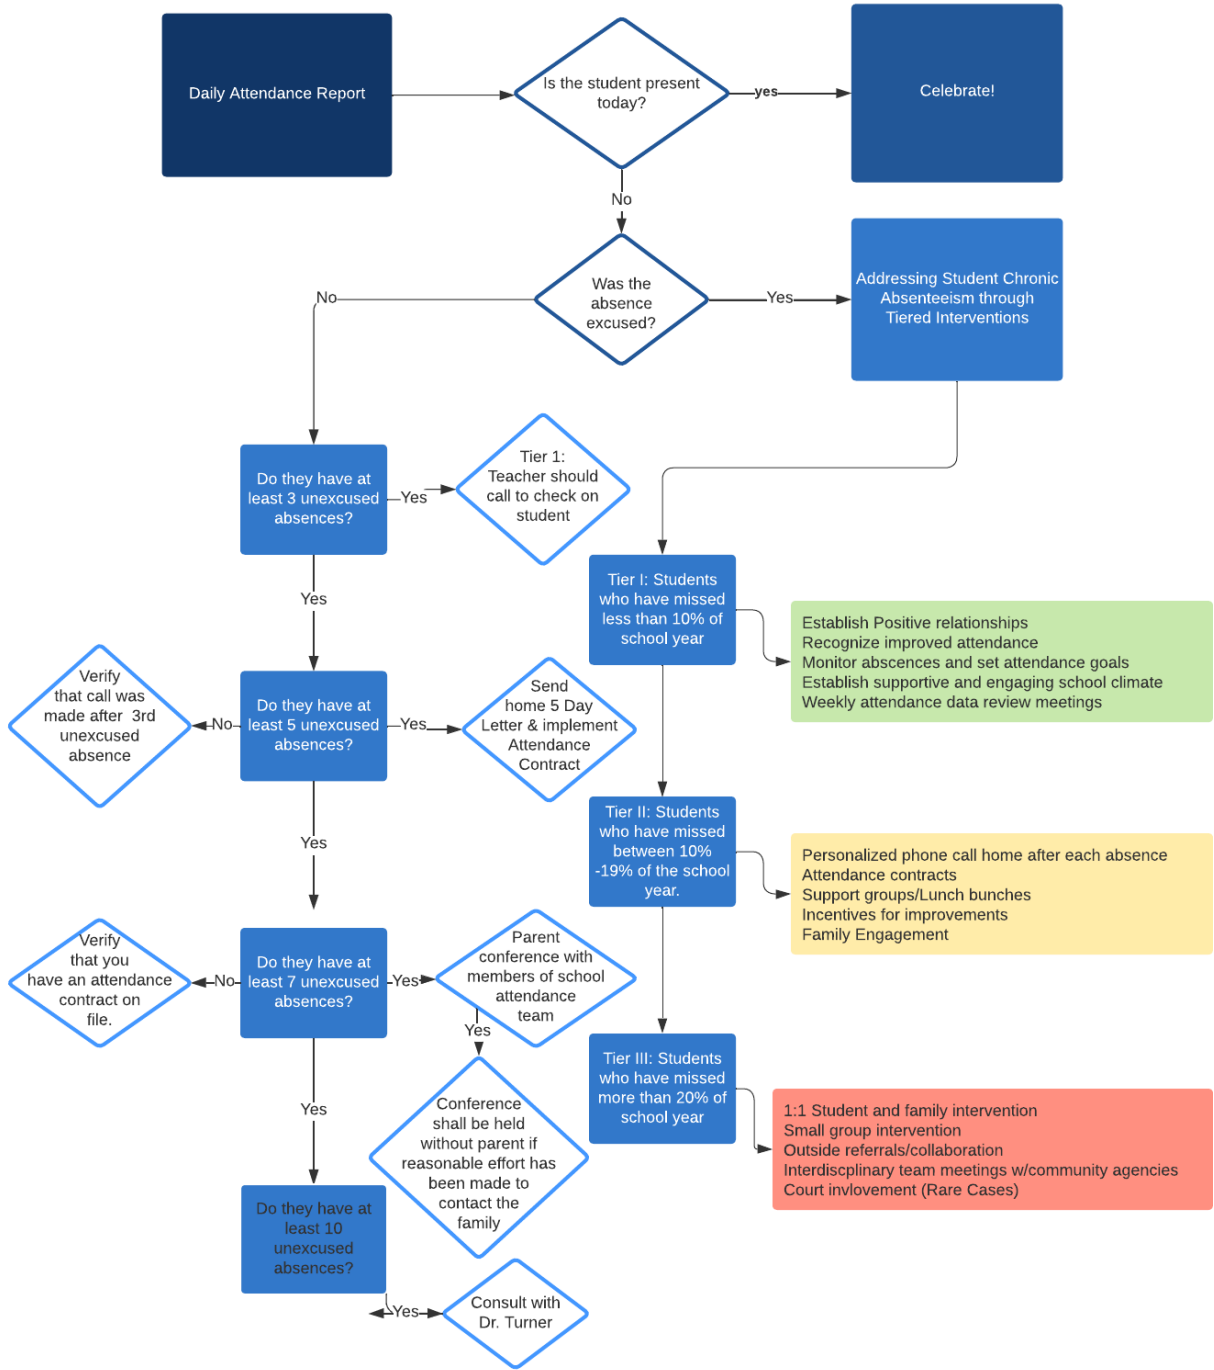 Daily Attendance Report
Is the student present
today?
yes
Celebrate!
No
Was the
absence
excused?
Yes
Addressing Student Chronic
Absenteeism through
Tiered Interventions
No
Do they have at
least 3 unexcused
absences?
Yes
Tier 1:
Teacher should
call to check on
student
Yes
Tier I: Students
who have missed
less than 10% of
school year
Establish Positive relationships
Recognize improved attendance
Monitor abscences and set attendance goals
Establish supportive and engaging school climate
Weekly attendance data review meetings
Verify
that call was
made after 3rd
unexcused
absence
No
Do they have at
least 5 unexcused
absences?
Yes
Send
home 5 Day
Letter & implement
Attendance
Contract
Yes
Tier II: Students
who have missed
between 10%
-19% of the school
year.
Personalized phone call home after each absence
Attendance contracts
Support groups/Lunch bunches
Incentives for improvements
Family Engagement
Verify
that you
have an attendance
contract on
file.
No
Do they have at
least 7 unexcused
absences?
Yes
Parent
conference with
members of school
attendance
team
Yes
Conference
shall be held
without parent if
reasonable effort has
been made to
contact the
family
Tier III: Students
who have missed
more than 20% of
school year
1:1 Student and family intervention
Small group intervention
Outside referrals/collaboration
Interdiscplinary team meetings w/community agencies
Court invlovement (Rare Cases)
Yes
Do they have at
least 10
unexcused
absences?
Yes
Consult with
Dr. Turner